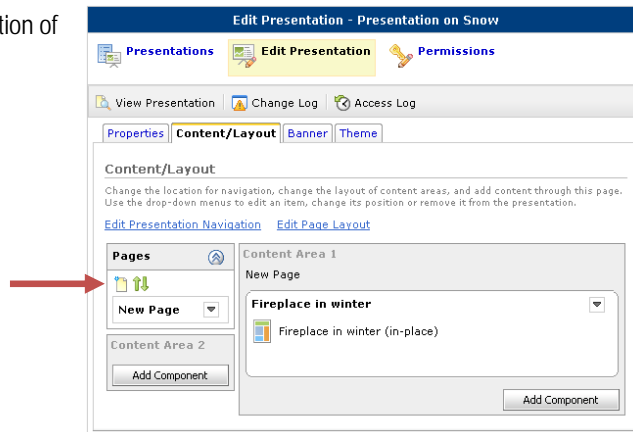 tion of
Edit Presentation - Presentation on Snow
Presentations Edit Presentation Permissions
View Presentation Change Log Access Log
Properties Content/Layout Banner Theme
Content/Layout
Change the location for navigation, change the layout of content areas, and add content through this page.
Use the drop-down menus to edit an item, change its position or remove it from the presentation.
Edit Presentation Navigation Edit Page Layout
Pages
New Page
Content Area 2
Add Component
Content Area 1
New Page
Fireplace in winter
Fireplace in winter (in-place)
Add Component